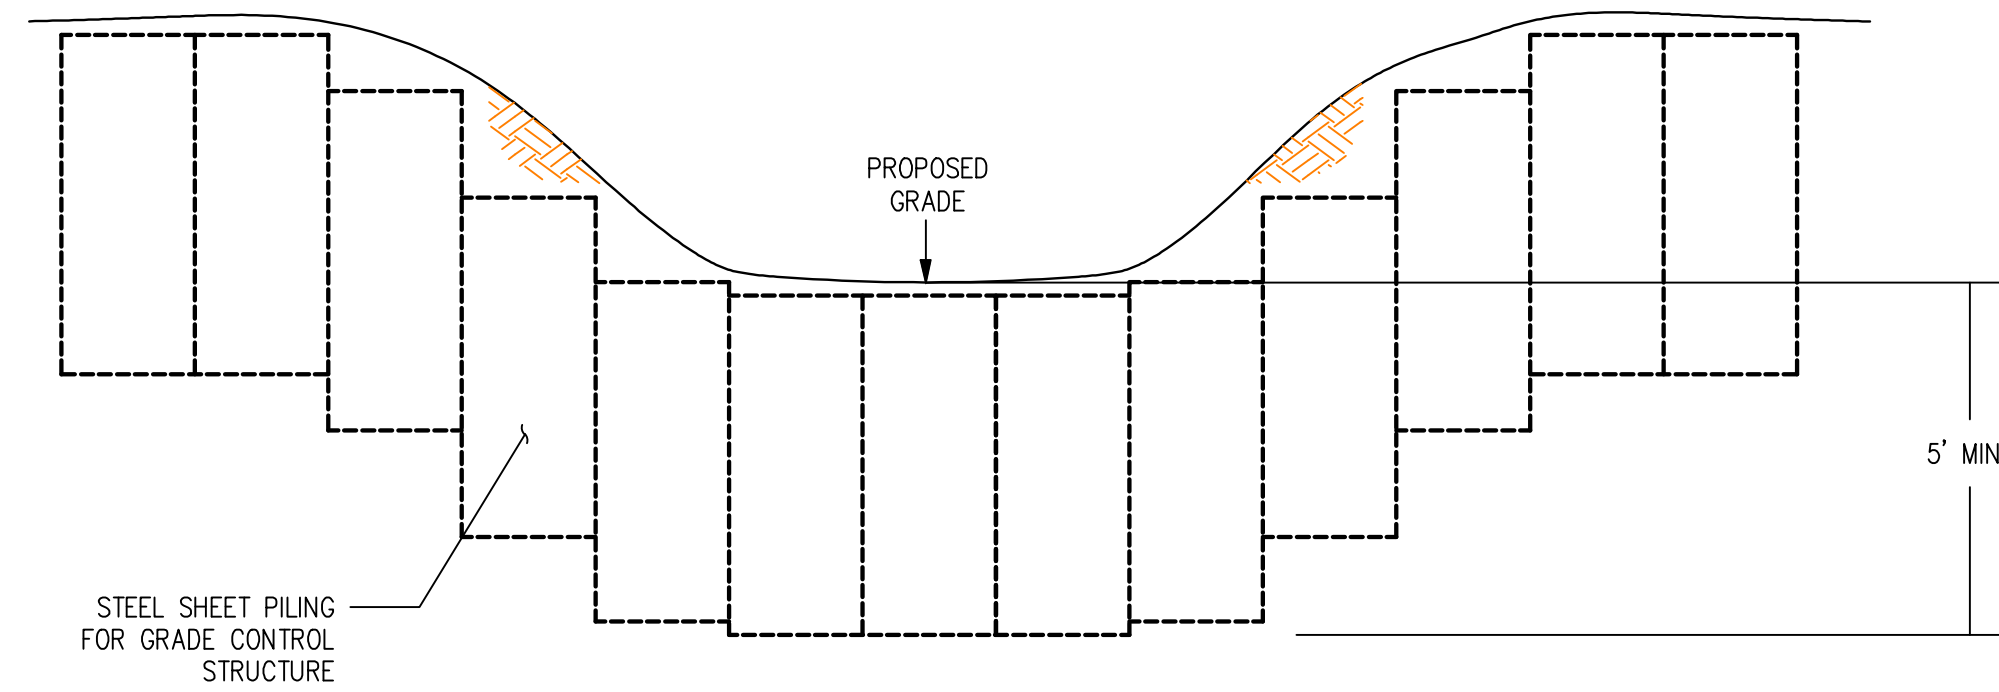 PROPOSED
GRADE
5' MIN
STEEL SHEET PILING
FOR GRADE CONTROL
STRUCTURE